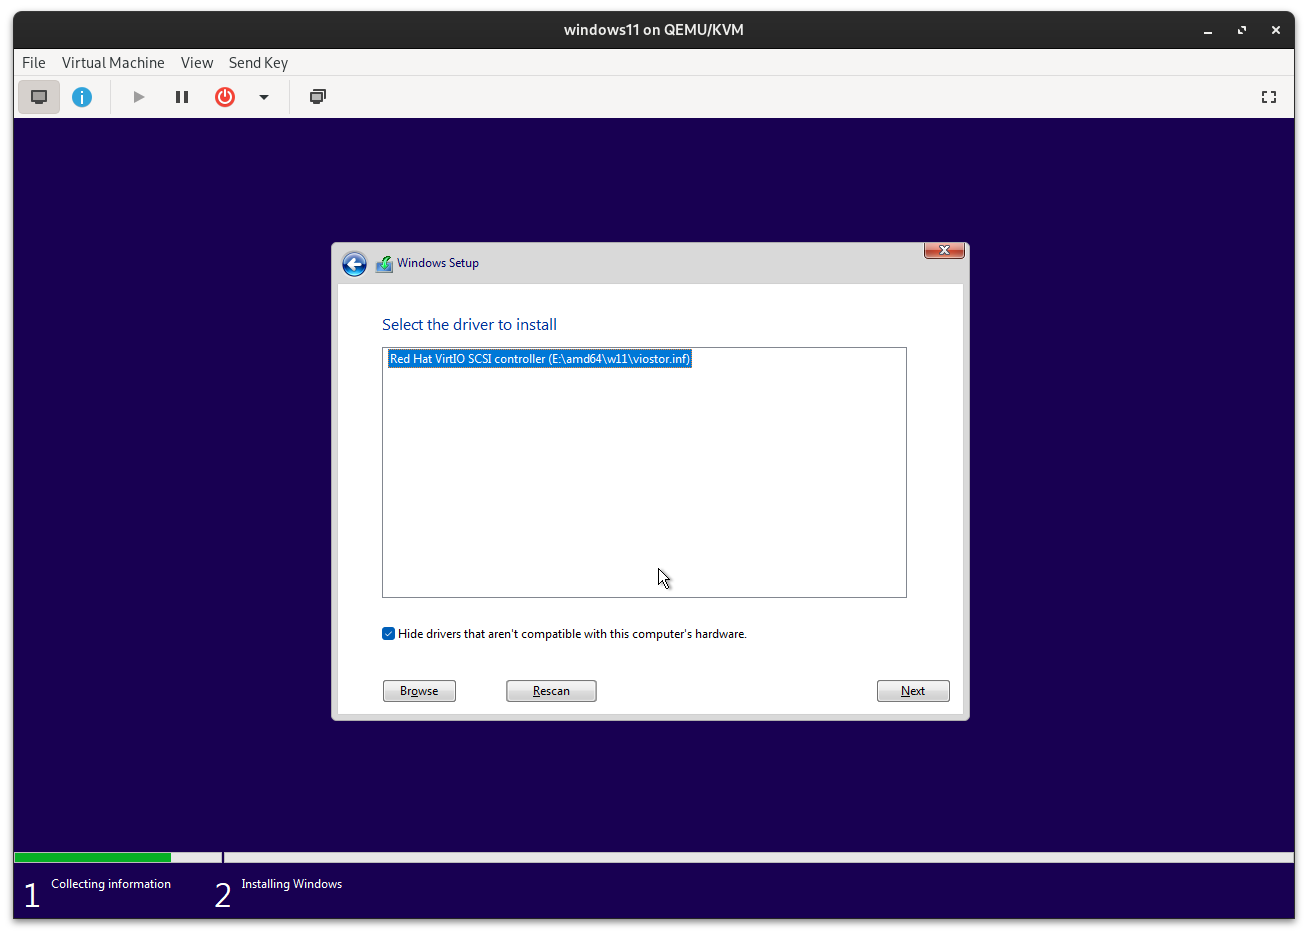 windows11 on QEMU/KVM
File Virtual Machine View Send Key
Windows Setup
Select the driver to install
Red Hat VirtIO SCSI controller (E:\amd64\w11\viostor.inf)
Hide drivers that aren't compatible with this computer's hardware.
Browse Rescan Next
1 Collecting information 2 Installing Windows